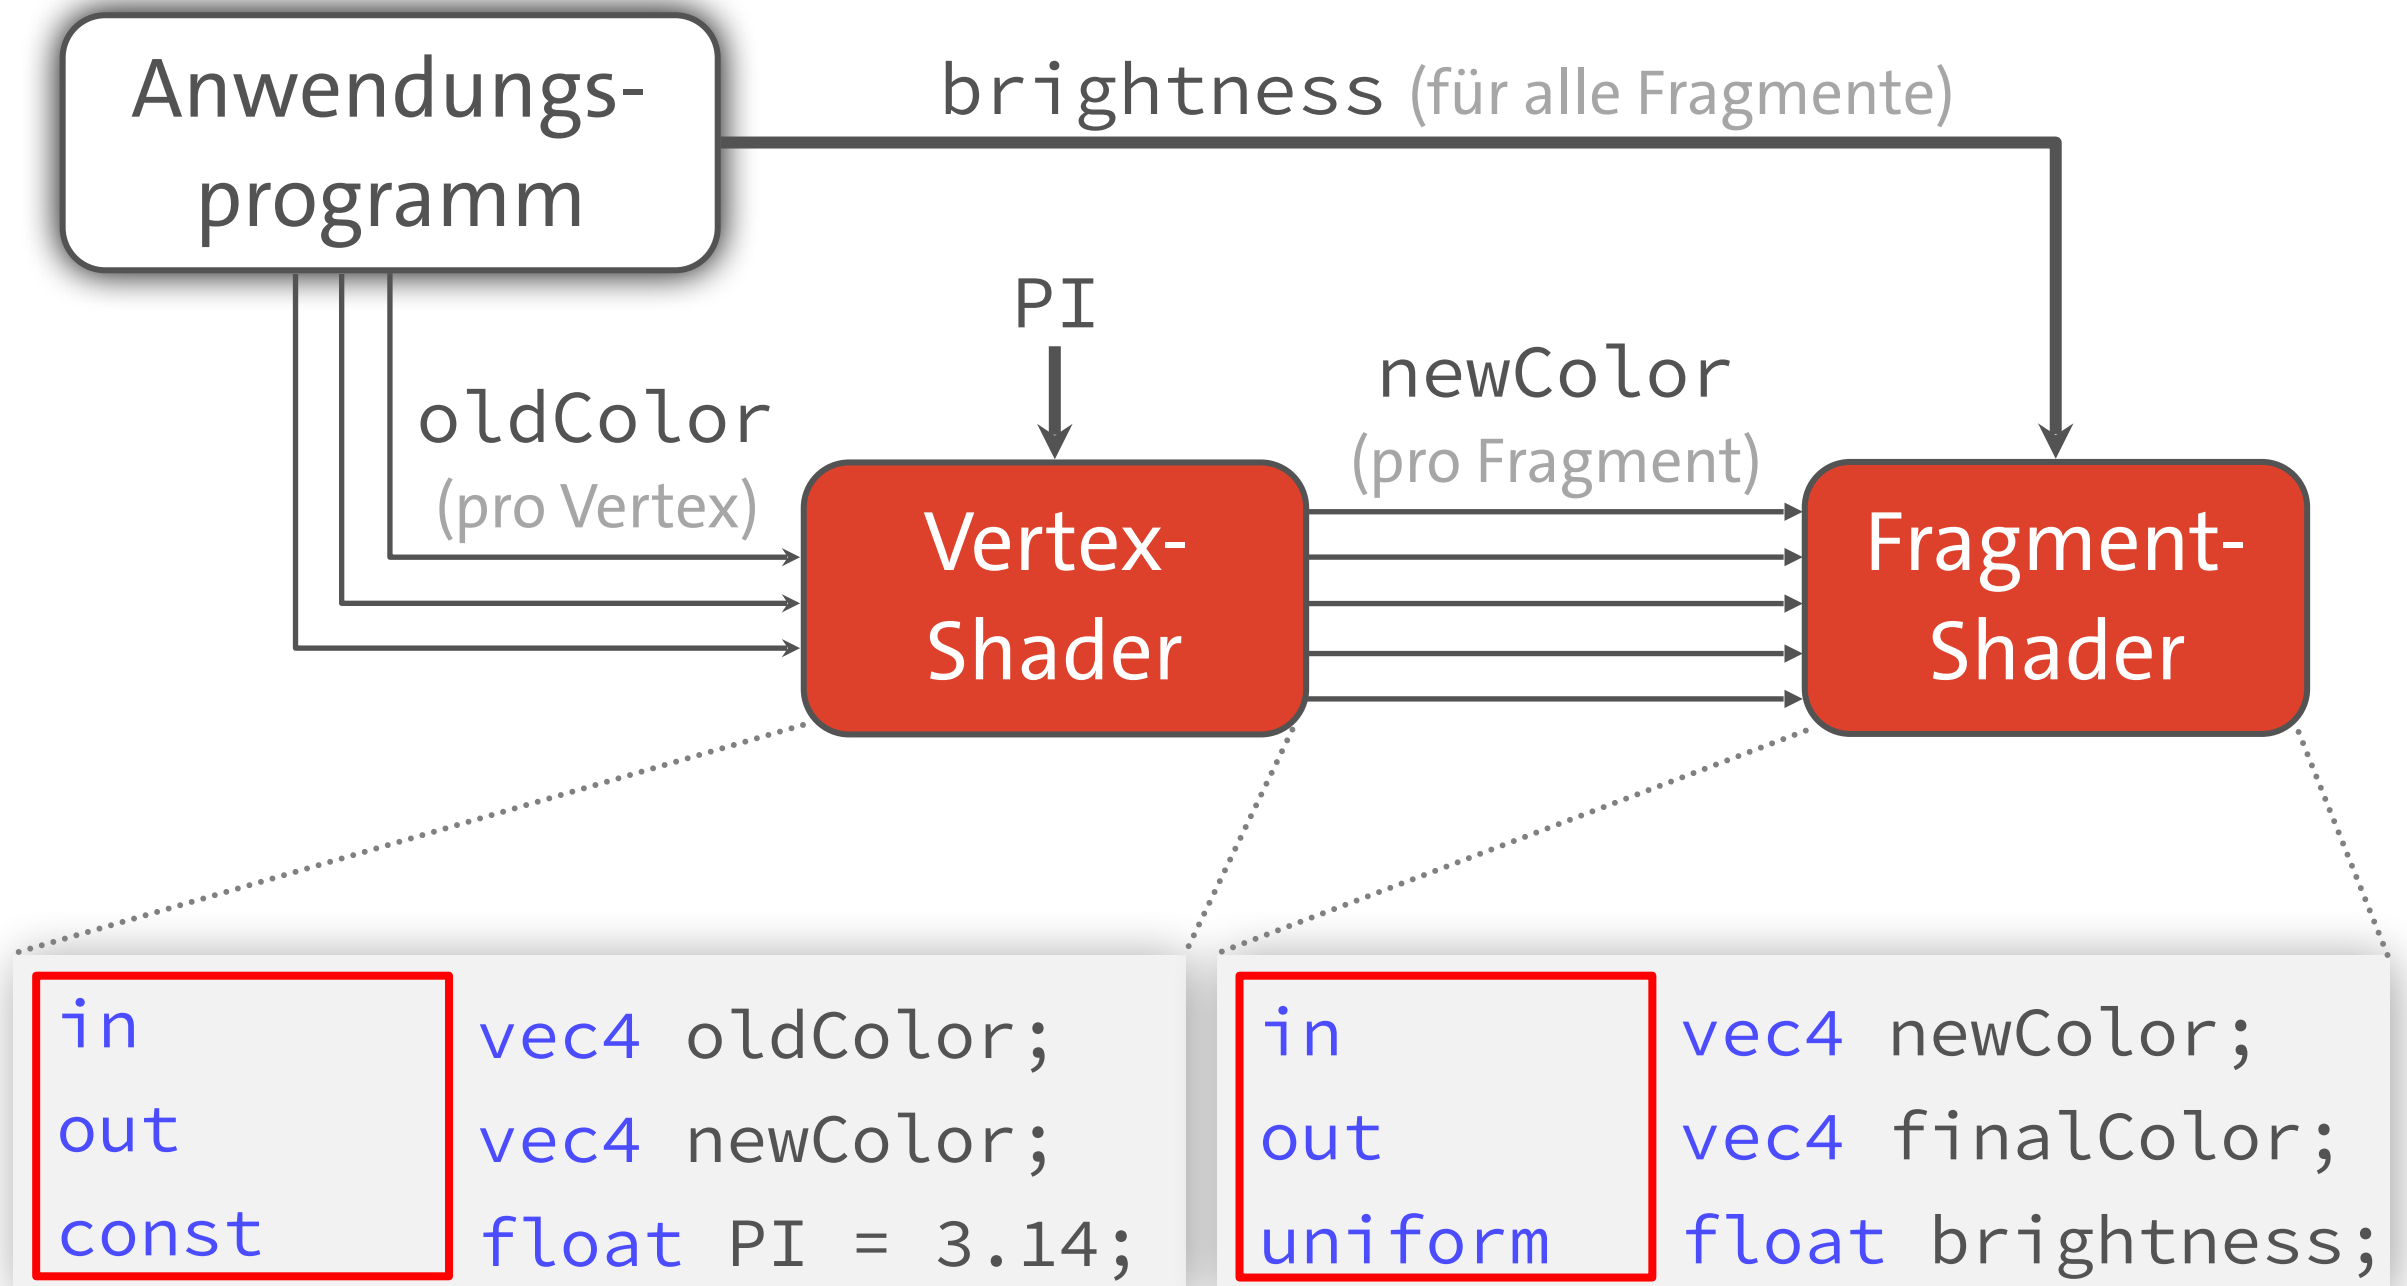 Anwendungs-
programm
brightness (für alle Fragmente)
PI
oldColor
(pro Vertex)
newColor
(pro Fragment)
Vertex-
Shader
Fragment-
Shader
in vec4 oldColor;
out vec4 newColor;
const float PI = 3.14;
in vec4 newColor;
out vec4 finalColor;
uniform float brightness;